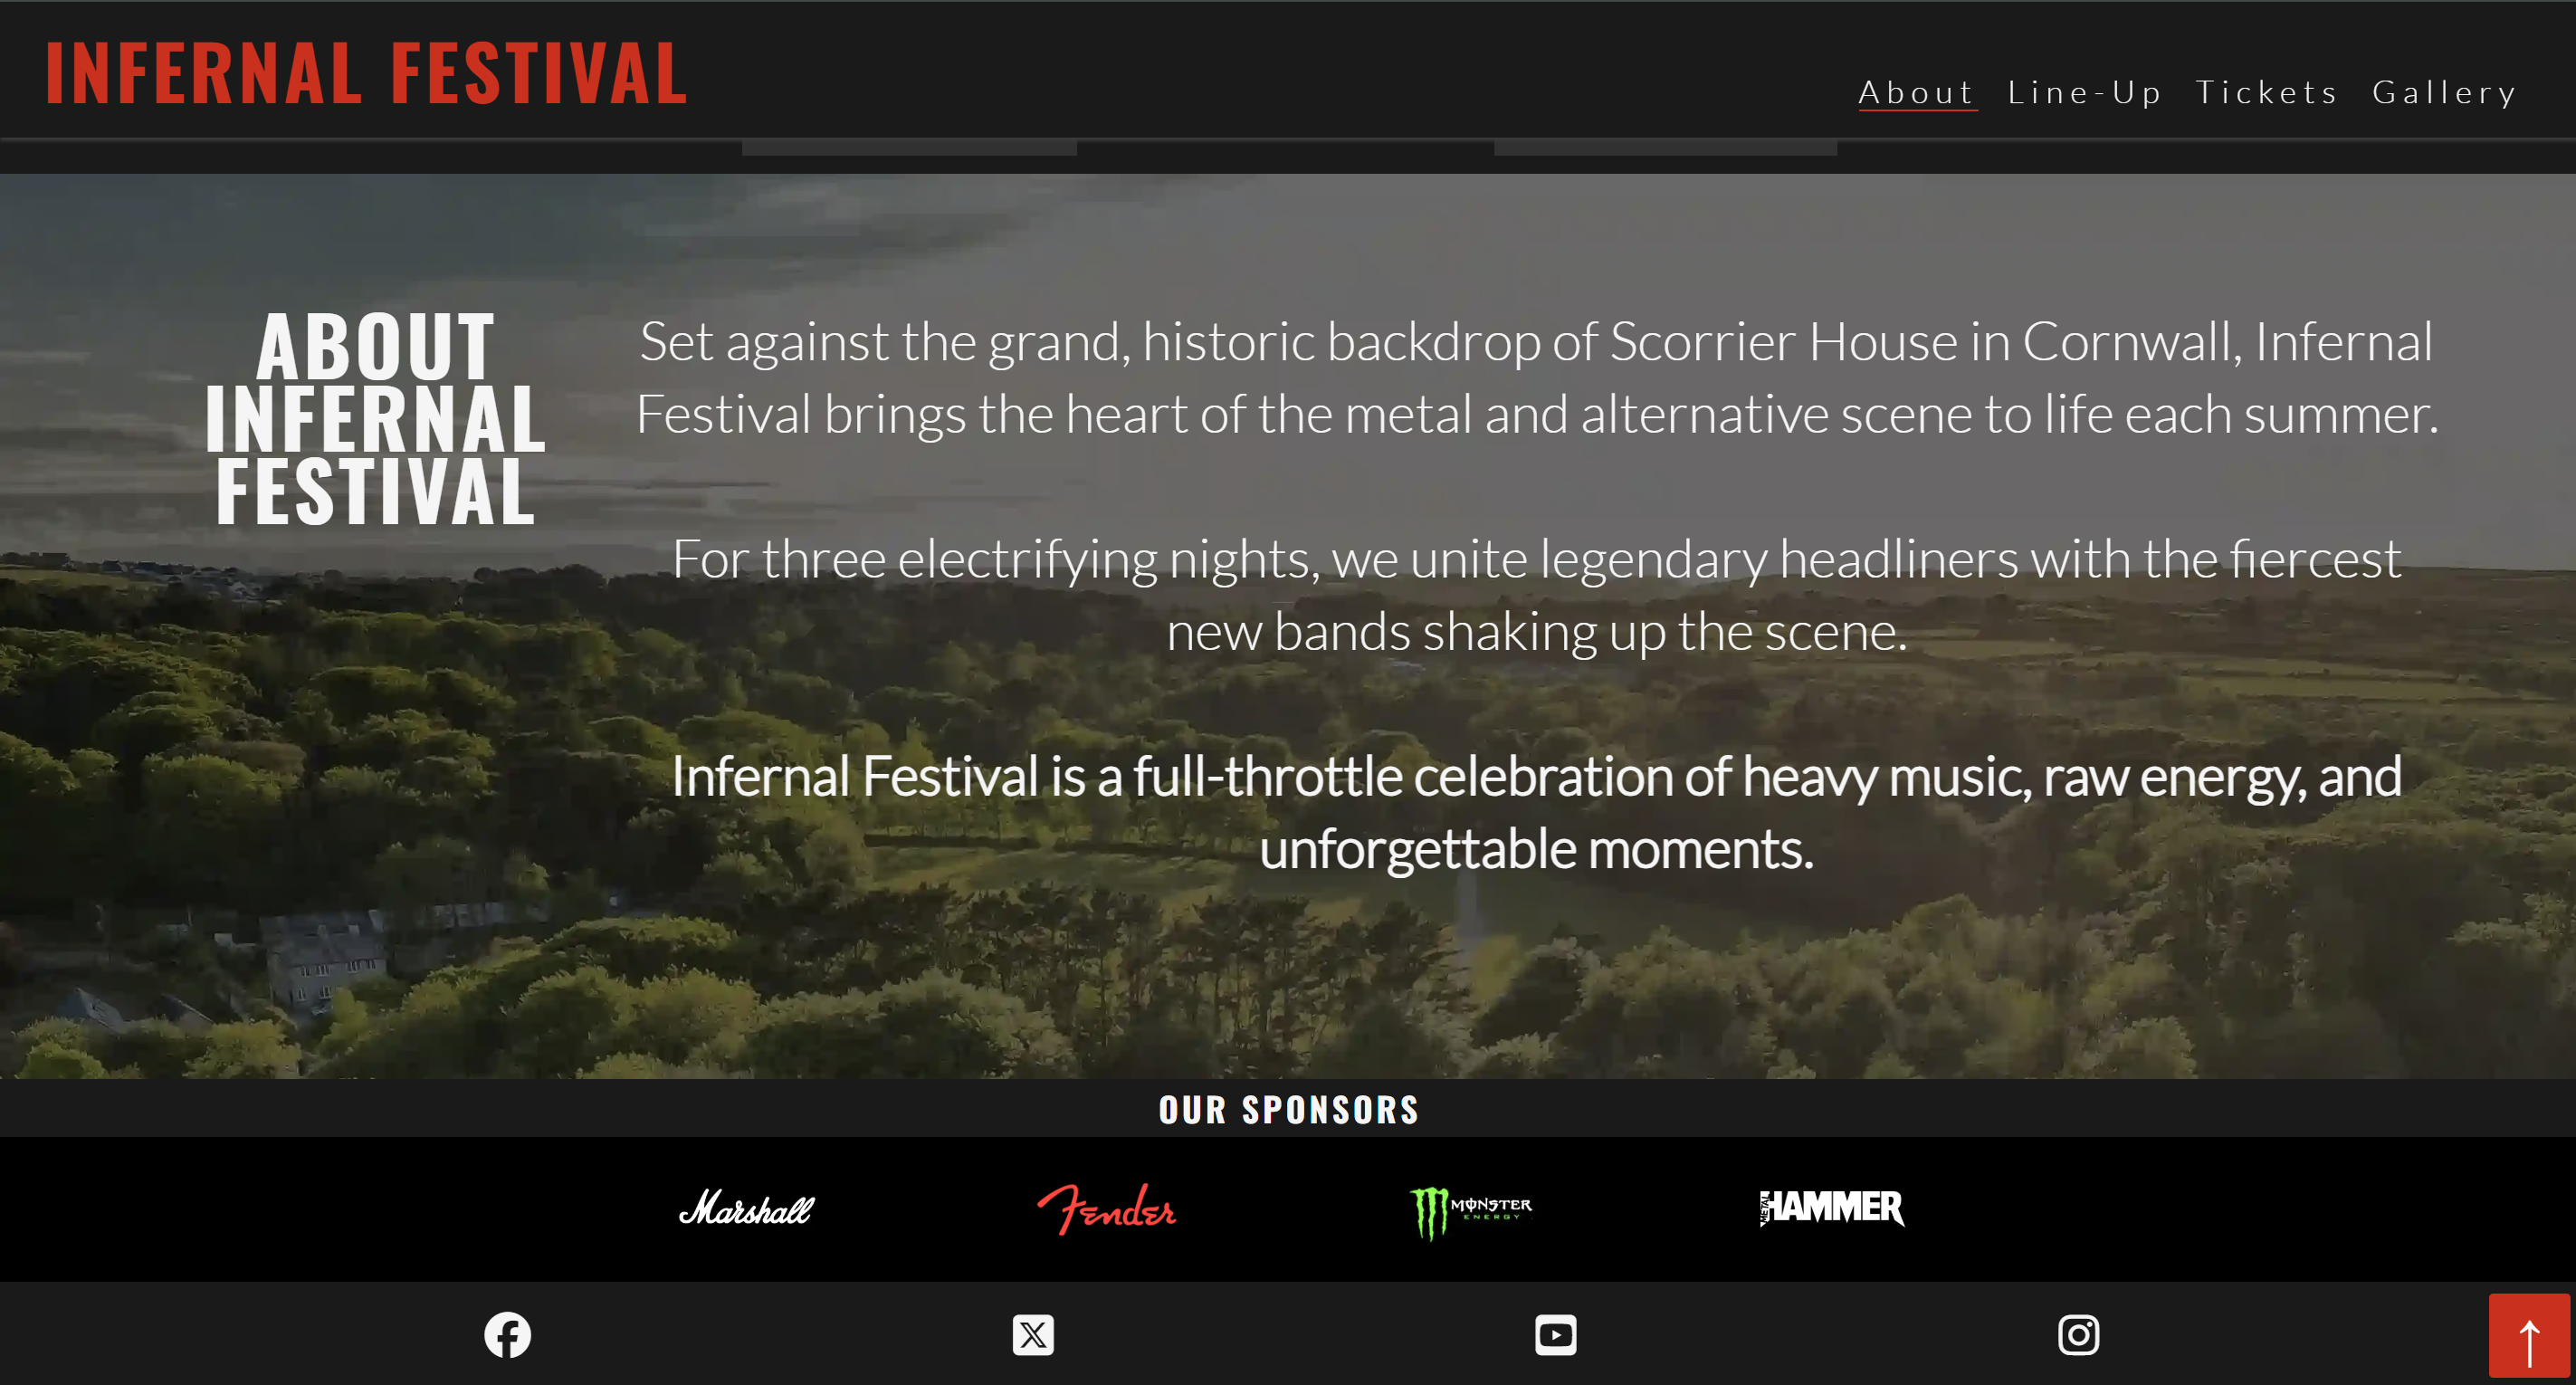 INFERNAL FESTIVAL
About Line-Up Tickets Gallery
ABOUT
INFERNAL
FESTIVAL
Set against the grand, historic backdrop of Scorrier House in Cornwall, Infernal
Festival brings the heart of the metal and alternative scene to life each summer.
For three electrifying nights, we unite legendary headliners with the fiercest
new bands shaking up the scene.
Infernal Festival is a full-throttle celebration of heavy music, raw energy, and
unforgettable moments.
OUR SPONSORS
Marshall
Fender
MONSTER
ENERGY
METAL HAMMER